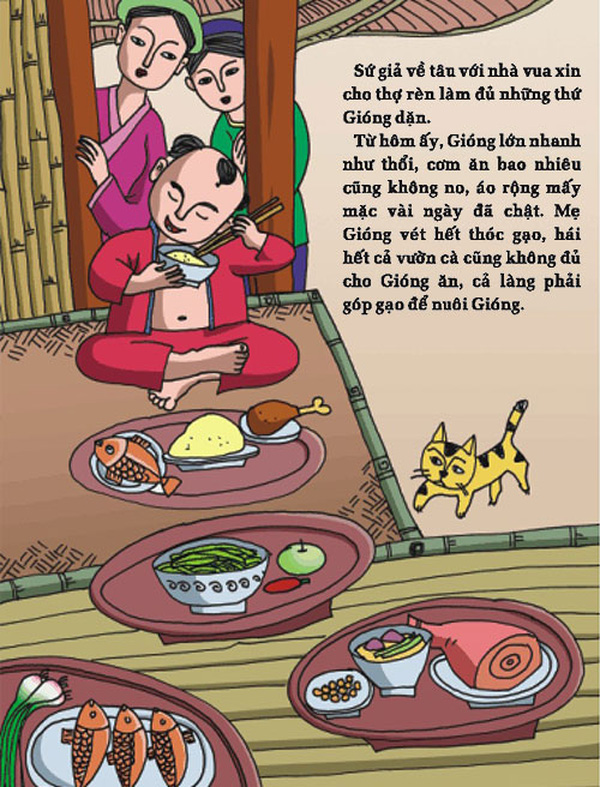 Sứ giả về tâu với nhà vua xin
cho thợ rèn làm đủ những thứ
Gióng dặn.
Từ hôm ấy, Gióng lớn nhanh
như thổi, cơm ăn bao nhiêu
cũng không no, áo rộng mấy
mặc vài ngày đã chật. Mẹ
Gióng vét hết thóc gạo, hái
hết cả vườn cà cũng không đủ
cho Gióng ăn, cả làng phải
góp gạo để nuôi Gióng.